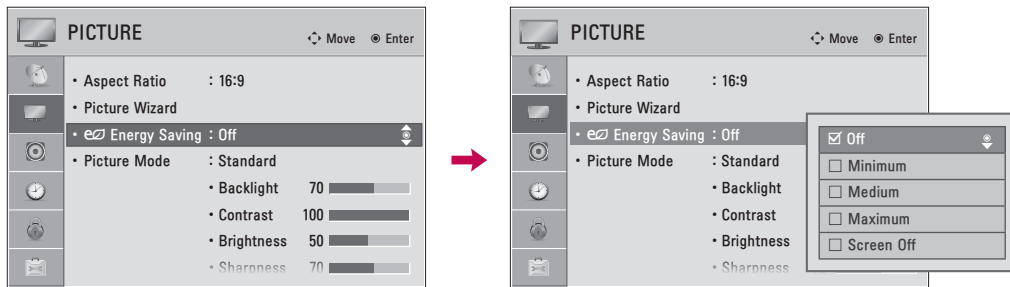 PICTURE Move Enter
• Aspect Ratio : 16:9
• Picture Wizard
• e Energy Saving : Off
• Picture Mode : Standard
• Backlight 70
• Contrast 100
• Brightness 50
• Sharpness 70
PICTURE Move Enter
• Aspect Ratio : 16:9
• Picture Wizard
• e Energy Saving : Off
• Picture Mode : Standard
• Backlight
• Contrast
• Brightness
• Sharpness
☑ Off
☐ Minimum
☐ Medium
☐ Maximum
☐ Screen Off